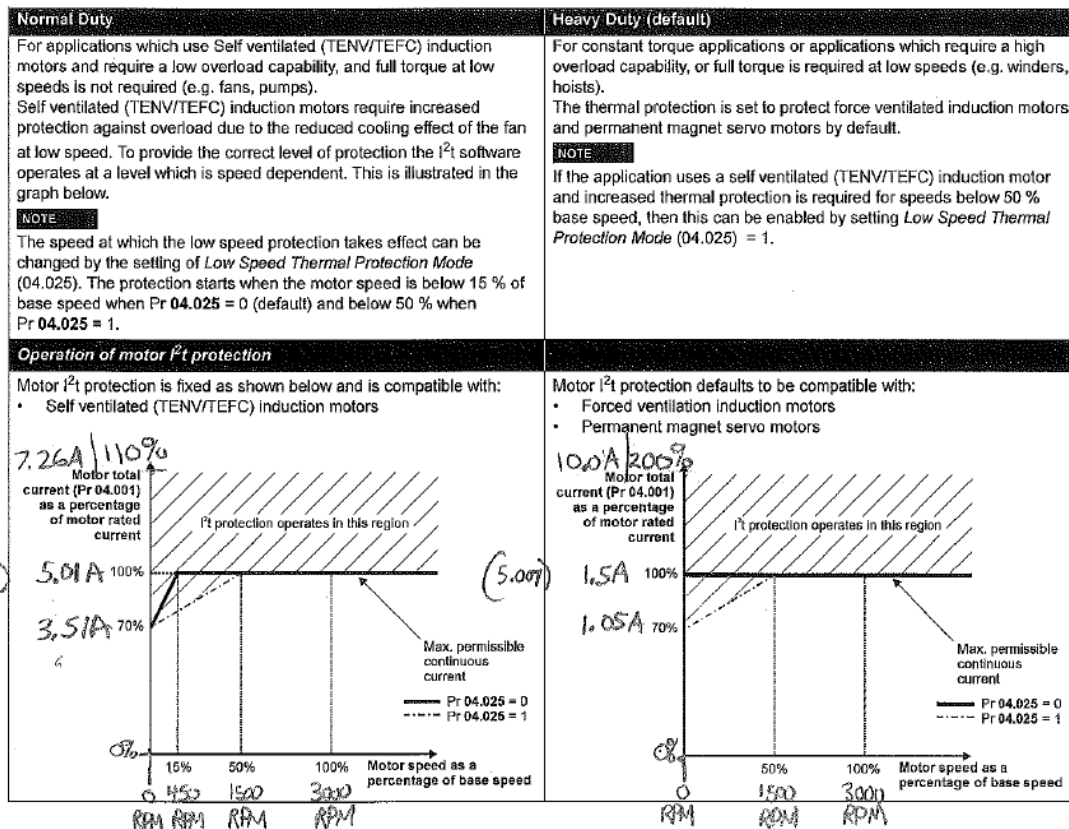 Normal Duty
For applications which use Self ventilated (TENV/TEFC) induction
motors and require a low overload capability, and full torque at low
speeds is not required (e.g. fans, pumps).
Self ventilated (TENV/TEFC) induction motors require increased
protection against overload due to the reduced cooling effect of the fan
at low speed. To provide the correct level of protection the I²t software
operates at a level which is speed dependent. This is illustrated in the
graph below.
NOTE
The speed at which the low speed protection takes effect can be
changed by the setting of Low Speed Thermal Protection Mode
(04.025). The protection starts when the motor speed is below 15 % of
base speed when Pr 04.025 = 0 (default) and below 50 % when
Pr 04.025 = 1.
Heavy Duty (default)
For constant torque applications or applications which require a high
overload capability, or full torque is required at low speeds (e.g. winders,
hoists).
The thermal protection is set to protect force ventilated induction motors
and permanent magnet servo motors by default.
NOTE
If the application uses a self ventilated (TENV/TEFC) induction motor
and increased thermal protection is required for speeds below 50 %
base speed, then this can be enabled by setting Low Speed Thermal
Protection Mode (04.025) = 1.
Operation of motor I²t protection
Motor I²t protection is fixed as shown below and is compatible with:
• Self ventilated (TENV/TEFC) induction motors
7.26A | 110%
Motor total
current (Pr 04.001)
as a percentage
of motor rated
current
I²t protection operates in this region
5.01A 100%
3.51A 70%
Max. permissible
continuous
current
Pr 04.025 = 0
Pr 04.025 = 1
0%
15% 50% 100% Motor speed as a
percentage of base speed
0 450 1500 3000
RPM RPM RPM RPM
Motor I²t protection defaults to be compatible with:
• Forced ventilation induction motors
• Permanent magnet servo motors
10.0A | 200%
Motor total
current (Pr 04.001)
as a percentage
of motor rated
current
I²t protection operates in this region
1.5A 100%
1.05A 70%
Max. permissible
continuous
current
Pr 04.025 = 0
Pr 04.025 = 1
0%
50% 100% Motor speed as a
percentage of base speed
0 1500 3000
RPM RPM RPM